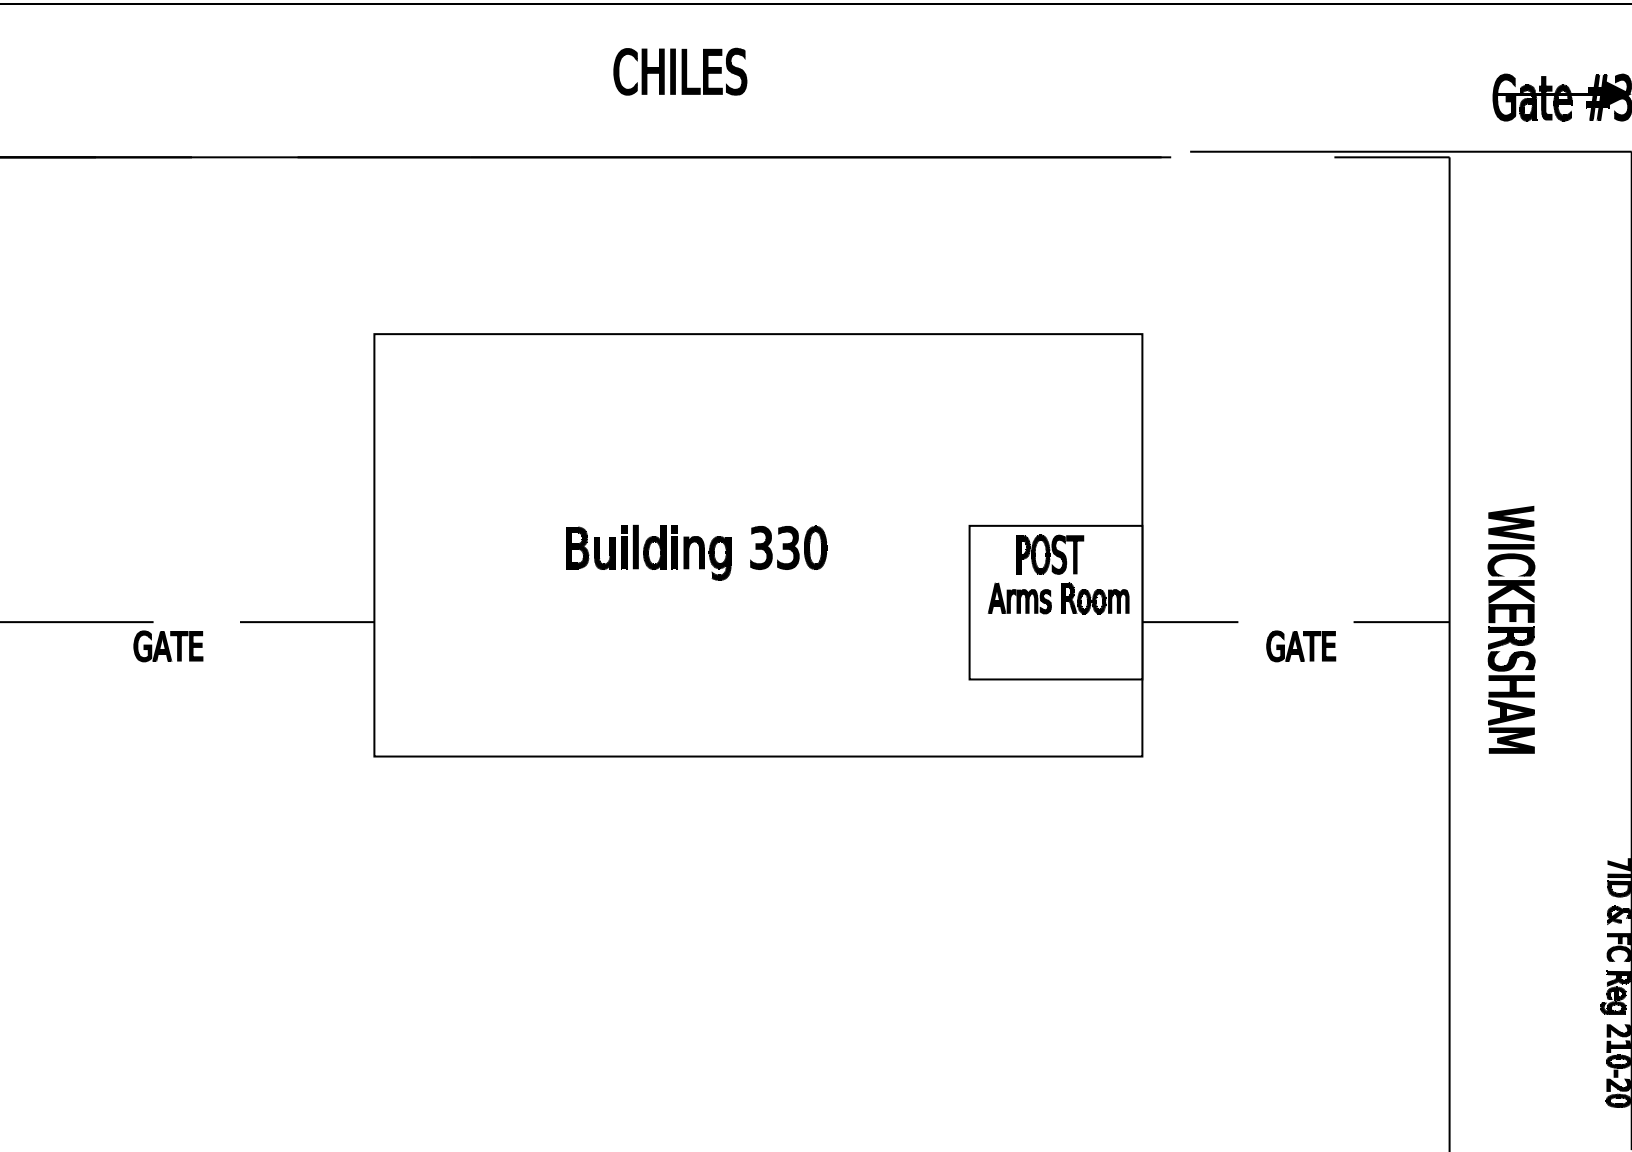 CHILES
Gate #3
Building 330
POST
Arms Room
GATE
GATE
WICKERSHAM
7ID & FC Reg 210-20